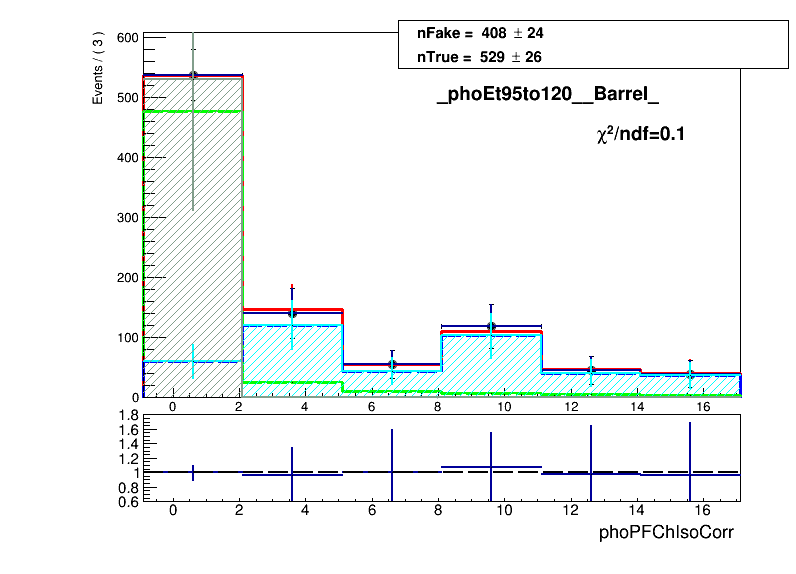 nFake = 408 ± 24
nTrue = 529 ± 26
_phoEt95to120__Barrel_
χ²/ndf=0.1
Events / ( 3 )
600
500
400
300
200
100
0
0 2 4 6 8 10 12 14 16
1.8
1.6
1.4
1.2
1
0.8
0.6
0 2 4 6 8 10 12 14 16
phoPFChIsoCorr